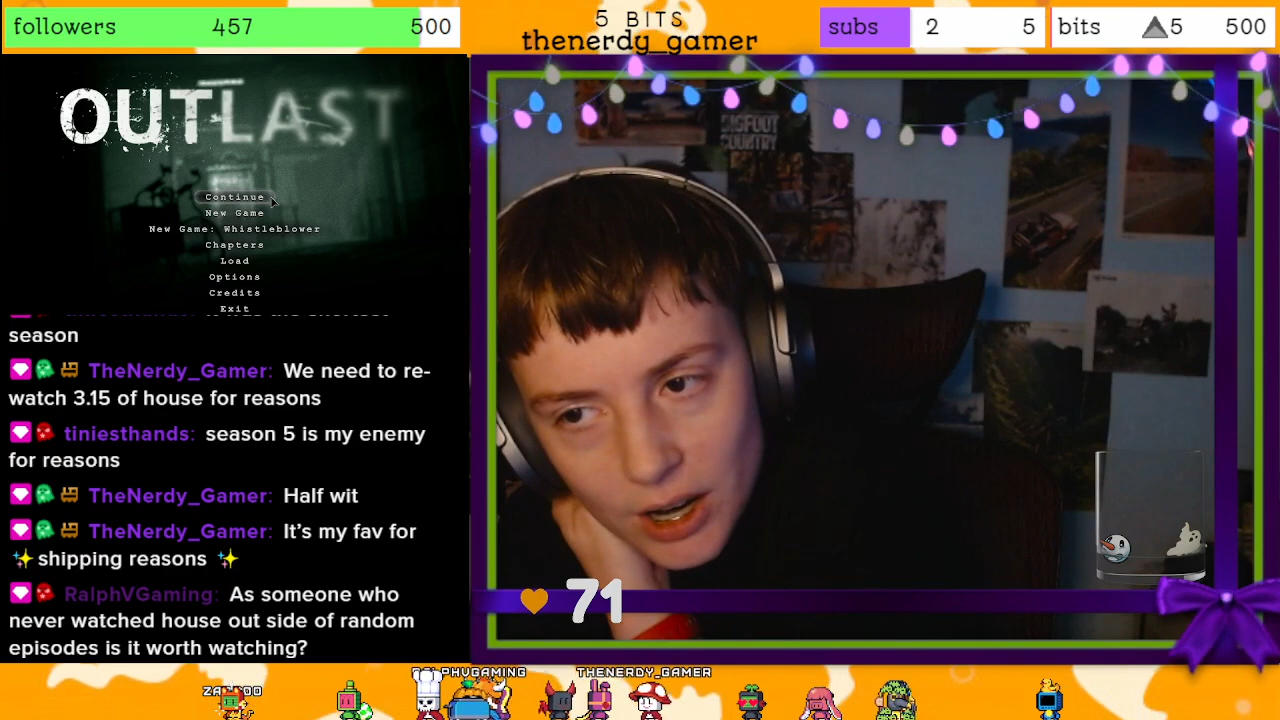 followers 457 500
5 BITS
thenerdy_gamer
subs 2 5
bits 5 500
OUTLAST
Continue
New Game
New Game: Whistleblower
Chapters
Load
Options
Credits
Exit
season
TheNerdy_Gamer: We need to re-
watch 3.15 of house for reasons
tiniesthands: season 5 is my enemy
for reasons
TheNerdy_Gamer: Half wit
TheNerdy_Gamer: It's my fav for
✨ shipping reasons ✨
RalphVGaming: As someone who
never watched house out side of random
episodes is it worth watching?
BIGFOOT
COUNTRY
71
RALPHVGAMING
THENERDY_GAMER